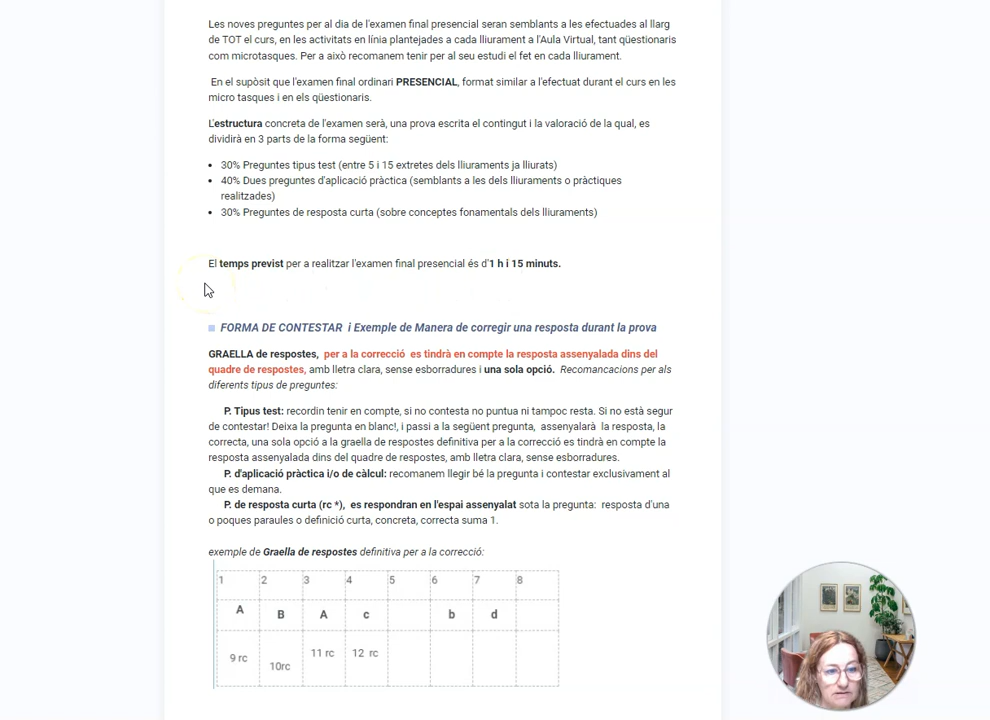 Les noves preguntes per al dia de l'examen final presencial seran semblants a les efectuades al llarg
de TOT el curs, en les activitats en línia plantejades a cada lliurament a l'Aula Virtual, tant qüestionaris
com microtasques. Per a això recomanem tenir per al seu estudi el fet en cada lliurament.
En el supòsit que l'examen final ordinari PRESENCIAL, format similar a l'efectuat durant el curs en les
micro tasques i en els qüestionaris.
L'estructura concreta de l'examen serà, una prova escrita el contingut i la valoració de la qual, es
dividirà en 3 parts de la forma següent:
• 30% Preguntes tipus test (entre 5 i 15 extretes dels lliuraments ja lliurats)
• 40% Dues preguntes d'aplicació pràctica (semblants a les dels lliuraments o pràctiques
realitzades)
• 30% Preguntes de resposta curta (sobre conceptes fonamentals dels lliuraments)
El temps previst per a realitzar l'examen final presencial és d'1 h i 15 minuts.
FORMA DE CONTESTAR i Exemple de Manera de corregir una resposta durant la prova
GRAELLA de respostes, per a la correcció es tindrà en compte la resposta assenyalada dins del
quadre de respostes, amb lletra clara, sense esborradures i una sola opció. Recomancacions per als
diferents tipus de preguntes:
P. Tipus test: recordin tenir en compte, si no contesta no puntua ni tampoc resta. Si no està segur
de contestar! Deixa la pregunta en blanc!, i passi a la següent pregunta, assenyalarà la resposta, la
correcta, una sola opció a la graella de respostes definitiva per a la correcció es tindrà en compte la
resposta assenyalada dins del quadre de respostes, amb lletra clara, sense esborradures.
P. d'aplicació pràctica i/o de càlcul: recomanem llegir bé la pregunta i contestar exclusivament al
que es demana.
P. de resposta curta (rc *), es respondran en l'espai assenyalat sota la pregunta: resposta d'una
o poques paraules o definició curta, concreta, correcta suma 1.
exemple de Graella de respostes definitiva per a la correcció:
1 2 3 4 5 6 7 8
A B A c b d
9 rc 10rc 11 rc 12 rc